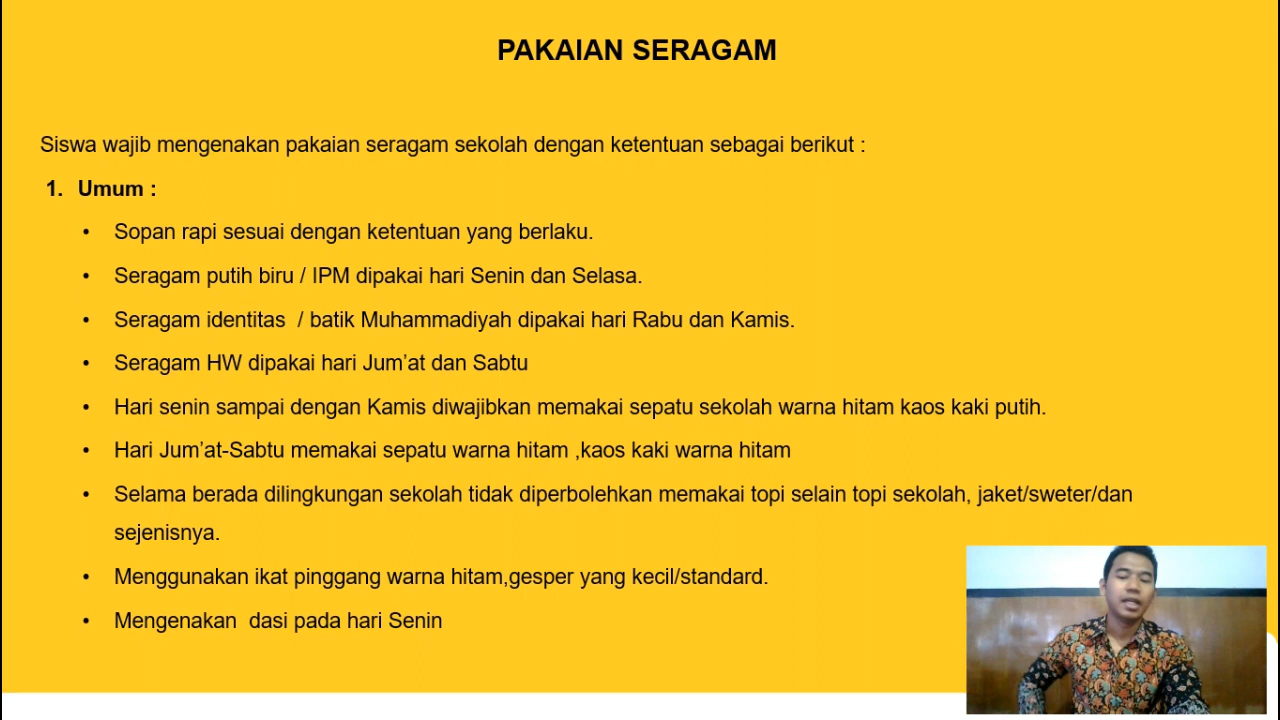 PAKAIAN SERAGAM
Siswa wajib mengenakan pakaian seragam sekolah dengan ketentuan sebagai berikut :
1. Umum :
• Sopan rapi sesuai dengan ketentuan yang berlaku.
• Seragam putih biru / IPM dipakai hari Senin dan Selasa.
• Seragam identitas  / batik Muhammadiyah dipakai hari Rabu dan Kamis.
• Seragam HW dipakai hari Jum’at dan Sabtu
• Hari senin sampai dengan Kamis diwajibkan memakai sepatu sekolah warna hitam kaos kaki putih.
• Hari Jum’at-Sabtu memakai sepatu warna hitam ,kaos kaki warna hitam
• Selama berada dilingkungan sekolah tidak diperbolehkan memakai topi selain topi sekolah, jaket/sweter/dan
sejenisnya.
• Menggunakan ikat pinggang warna hitam,gesper yang kecil/standard.
• Mengenakan  dasi pada hari Senin